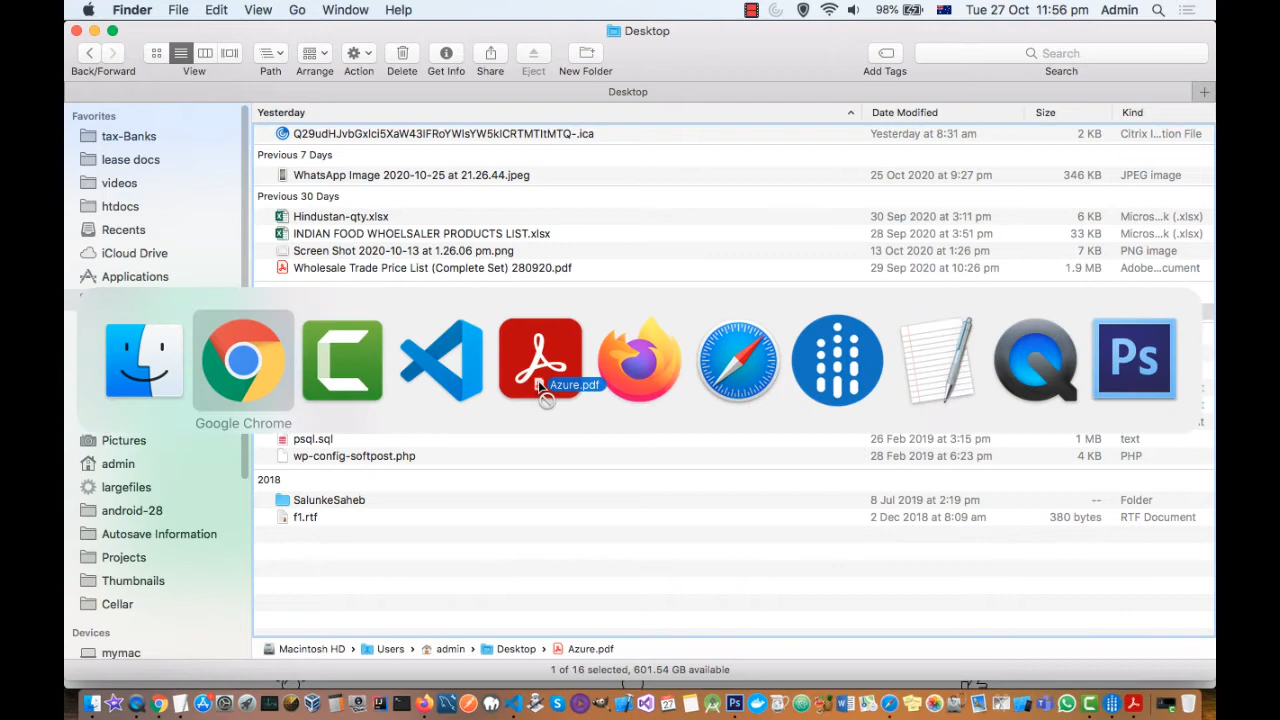 Finder File Edit View Go Window Help 98% Tue 27 Oct 11:56 pm Admin
Desktop
Search
Back/Forward View Path Arrange Action Delete Get Info Share Eject New Folder Add Tags Search
Desktop
Favorites
tax-Banks
lease docs
videos
htdocs
Recents
iCloud Drive
Applications
Pictures
admin
largefiles
android-28
Autosave Information
Projects
Thumbnails
Cellar
Devices
mymac
Yesterday Date Modified Size Kind
Yesterday at 8:31 am 2 KB Citrix I...tion File
Previous 7 Days
WhatsApp Image 2020-10-25 at 21.26.44.jpeg 25 Oct 2020 at 9:27 pm 346 KB JPEG image
Previous 30 Days
Hindustan-qty.xlsx 30 Sep 2020 at 3:11 pm 6 KB Micros...k (.xlsx)
INDIAN FOOD WHOELSALER PRODUCTS LIST.xlsx 28 Sep 2020 at 3:51 pm 33 KB Micros...k (.xlsx)
Screen Shot 2020-10-13 at 1.26.06 pm.png 13 Oct 2020 at 1:26 pm 7 KB PNG image
Wholesale Trade Price List (Complete Set) 280920.pdf 29 Sep 2020 at 10:26 pm 1.9 MB Adobe...cument
Azure.pdf
Ps
Google Chrome
psql.sql 26 Feb 2019 at 3:15 pm 1 MB text
wp-config-softpost.php 28 Feb 2019 at 6:23 pm 4 KB PHP
2018
SalunkeSaheb 8 Jul 2019 at 2:19 pm -- Folder
f1.rtf 2 Dec 2018 at 8:09 am 380 bytes RTF Document
Macintosh HD › Users › admin › Desktop › Azure.pdf
1 of 16 selected, 601.54 GB available